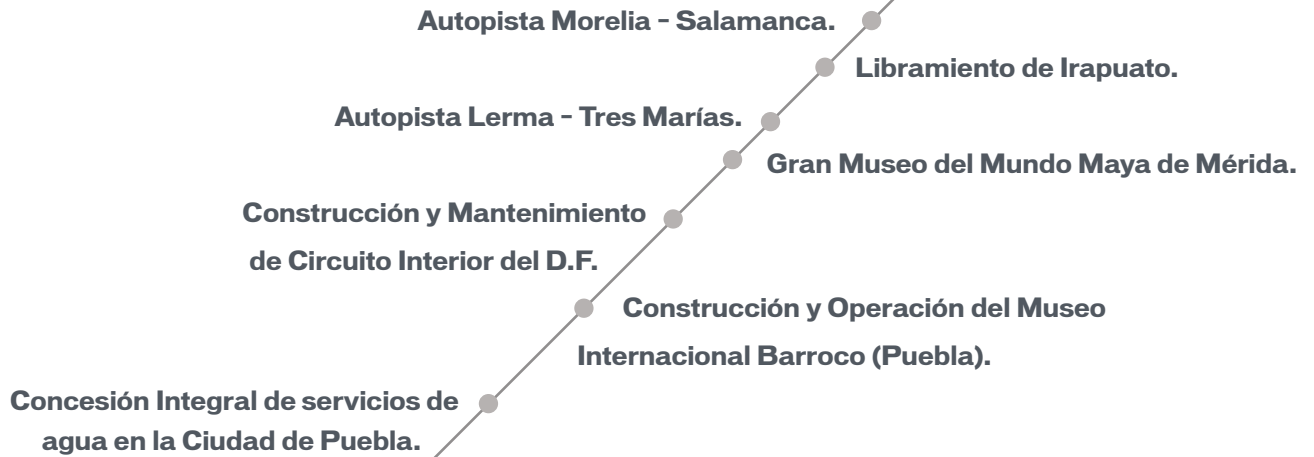 Autopista Morelia - Salamanca.
Libramiento de Irapuato.
Autopista Lerma - Tres Marías.
Gran Museo del Mundo Maya de Mérida.
Construcción y Mantenimiento
de Circuito Interior del D.F.
Construcción y Operación del Museo
Internacional Barroco (Puebla).
Concesión Integral de servicios de
agua en la Ciudad de Puebla.